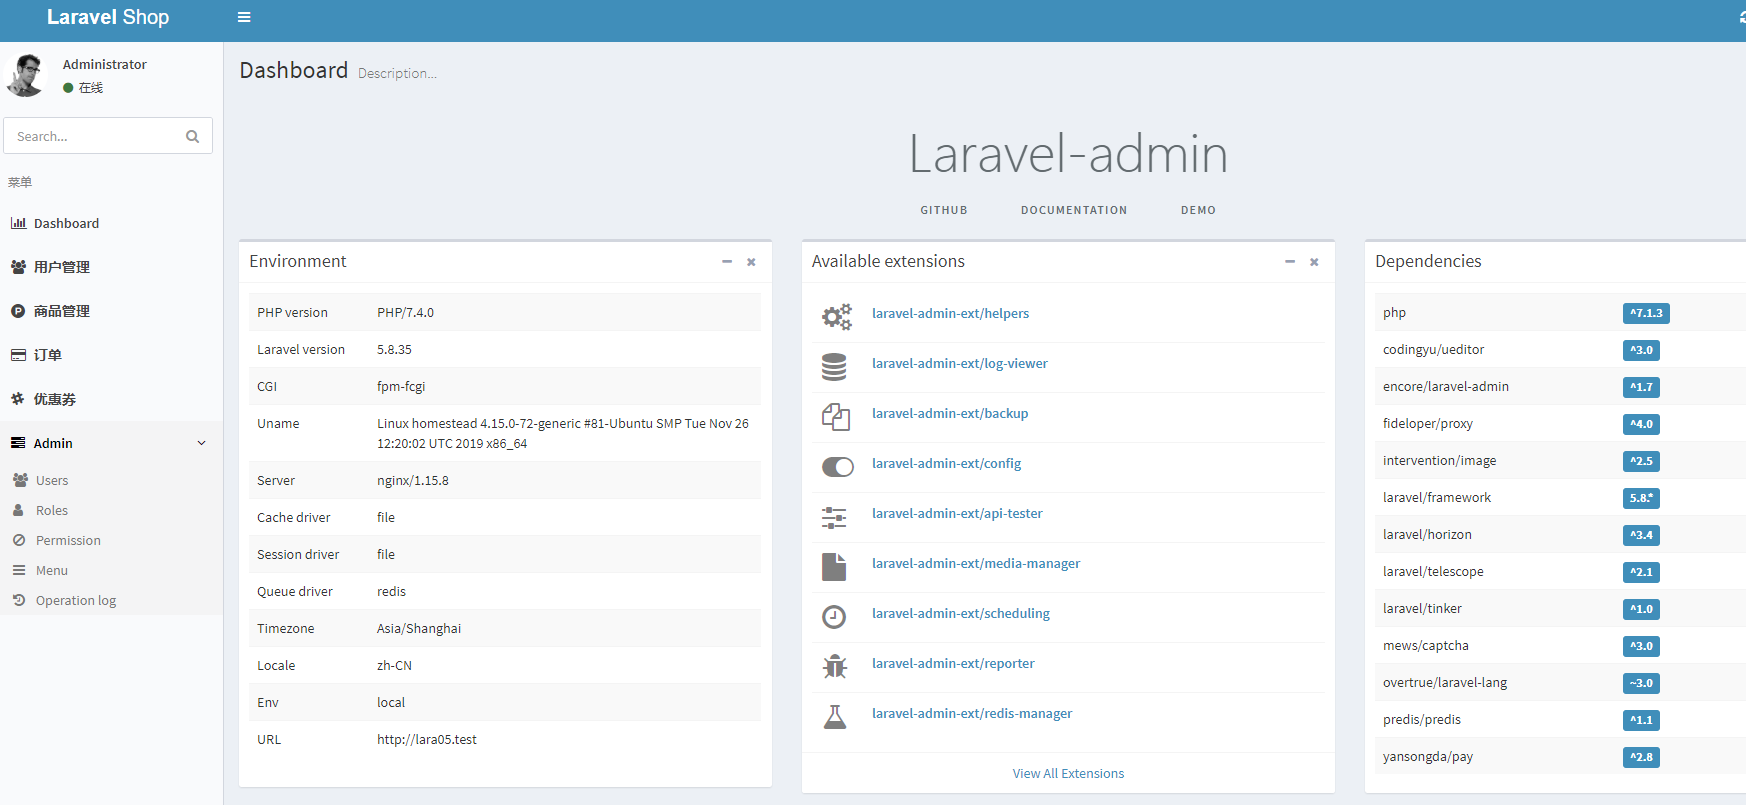 Laravel Shop
Administrator
在线
Search...
菜单
Dashboard
用户管理
商品管理
订单
优惠券
Admin
Users
Roles
Permission
Menu
Operation log
Dashboard Description...
Laravel-admin
GITHUB DOCUMENTATION DEMO
Environment
PHP version PHP/7.4.0
Laravel version 5.8.35
CGI fpm-fcgi
Uname Linux homestead 4.15.0-72-generic #81-Ubuntu SMP Tue Nov 26
12:20:02 UTC 2019 x86_64
Server nginx/1.15.8
Cache driver file
Session driver file
Queue driver redis
Timezone Asia/Shanghai
Locale zh-CN
Env local
URL http://lara05.test
Available extensions
laravel-admin-ext/helpers
laravel-admin-ext/log-viewer
laravel-admin-ext/backup
laravel-admin-ext/config
laravel-admin-ext/api-tester
laravel-admin-ext/media-manager
laravel-admin-ext/scheduling
laravel-admin-ext/reporter
laravel-admin-ext/redis-manager
View All Extensions
Dependencies
php ^7.1.3
codingyu/ueditor ^3.0
encore/laravel-admin ^1.7
fideloper/proxy ^4.0
intervention/image ^2.5
laravel/framework 5.8.*
laravel/horizon ^3.4
laravel/telescope ^2.1
laravel/tinker ^1.0
mews/captcha ^3.0
overtrue/laravel-lang ~3.0
predis/predis ^1.1
yansongda/pay ^2.8